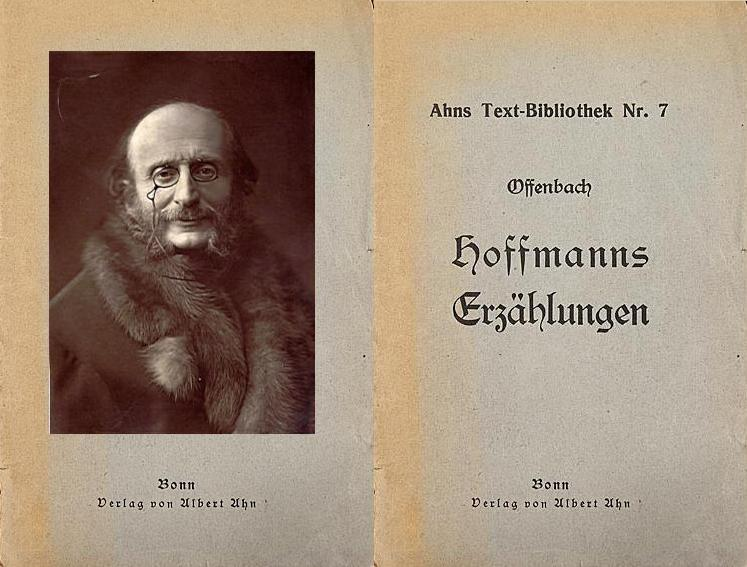 Bonn
Verlag von Albert Ahn
Ahns Text-Bibliothek Nr. 7
Offenbach
Hoffmanns
Erzählungen
Bonn
Verlag von Albert Ahn